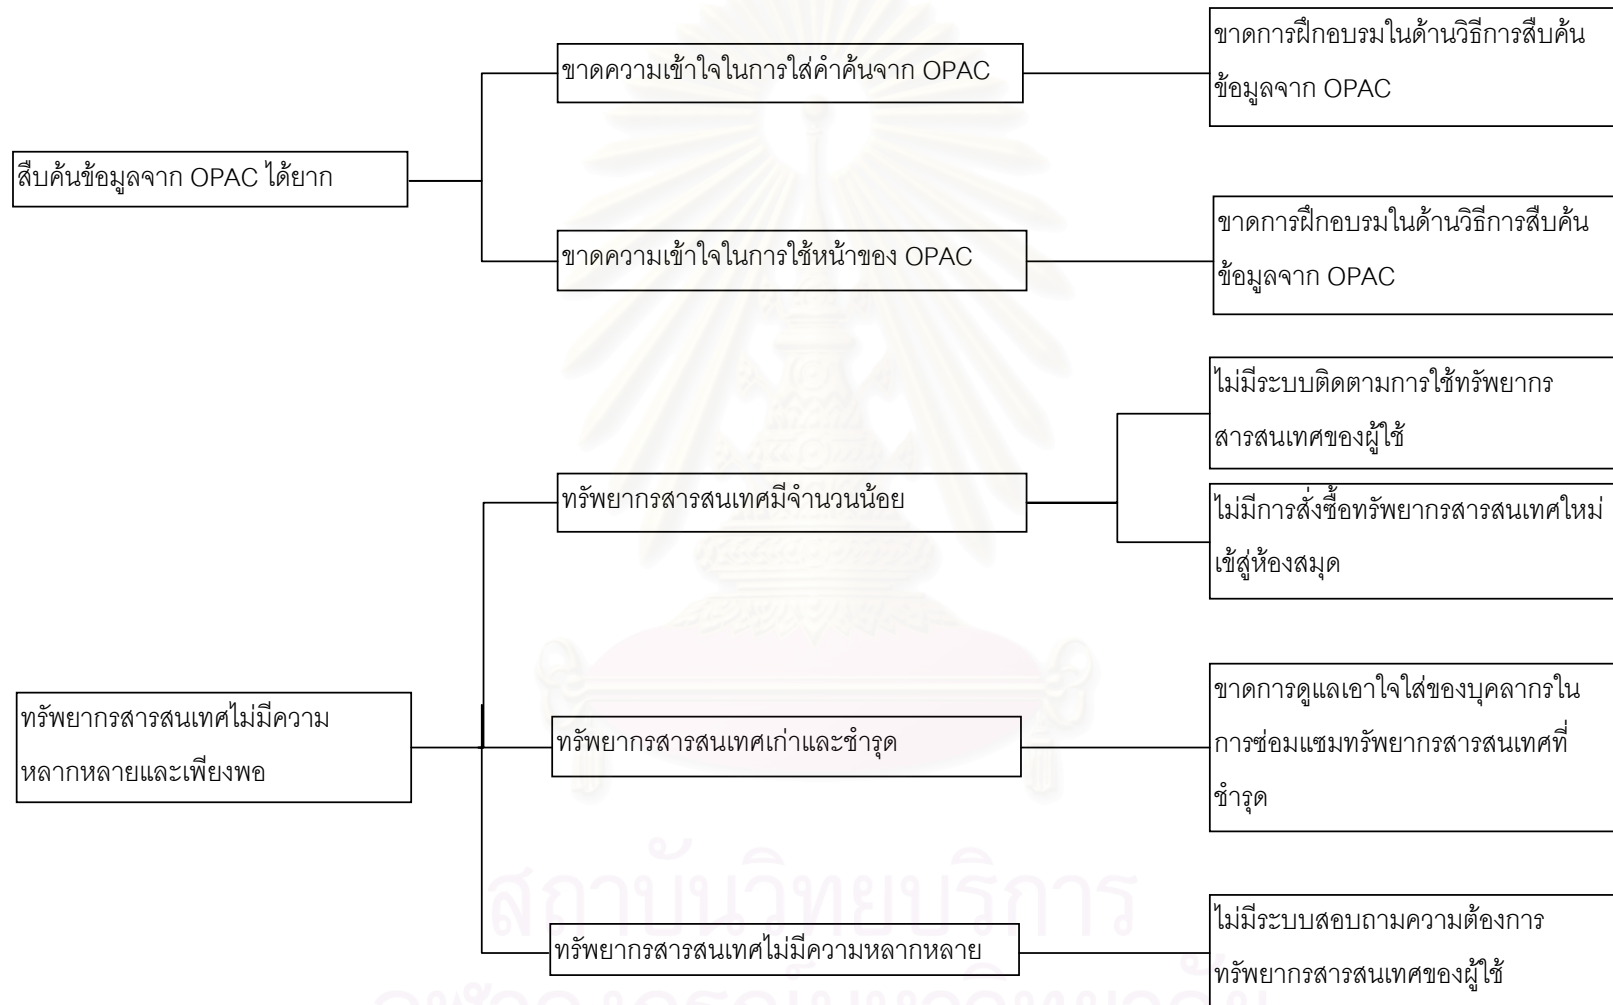 ขาดการฝึกอบรมในด้านวิธีการสืบค้น
ข้อมูลจาก OPAC
ขาดความเข้าใจในการใส่คำค้นจาก OPAC
สืบค้นข้อมูลจาก OPAC ได้ยาก
ขาดความเข้าใจในการใช้หน้าของ OPAC
ขาดการฝึกอบรมในด้านวิธีการสืบค้น
ข้อมูลจาก OPAC
ไม่มีระบบติดตามการใช้ทรัพยากร
สารสนเทศของผู้ใช้
ทรัพยากรสารสนเทศมีจำนวนน้อย
ไม่มีการสั่งซื้อทรัพยากรสารสนเทศใหม่
เข้สู่ห้องสมุด
ทรัพยากรสารสนเทศไม่มีความ
หลากหลายและเพียงพอ
ทรัพยากรสารสนเทศเก่าและชำรุด
ขาดการดูแลเอาใจใส่ของบุคลากรใน
การซ่อมแซมทรัพยากรสารสนเทศที่
ชำรุด
สถาบันวิทยบริการ
ทรัพยากรสารสนเทศไม่มีความหลากหลาย
ไม่มีระบบสอบถามความต้องการ
ทรัพยากรสารสนเทศของผู้ใช้